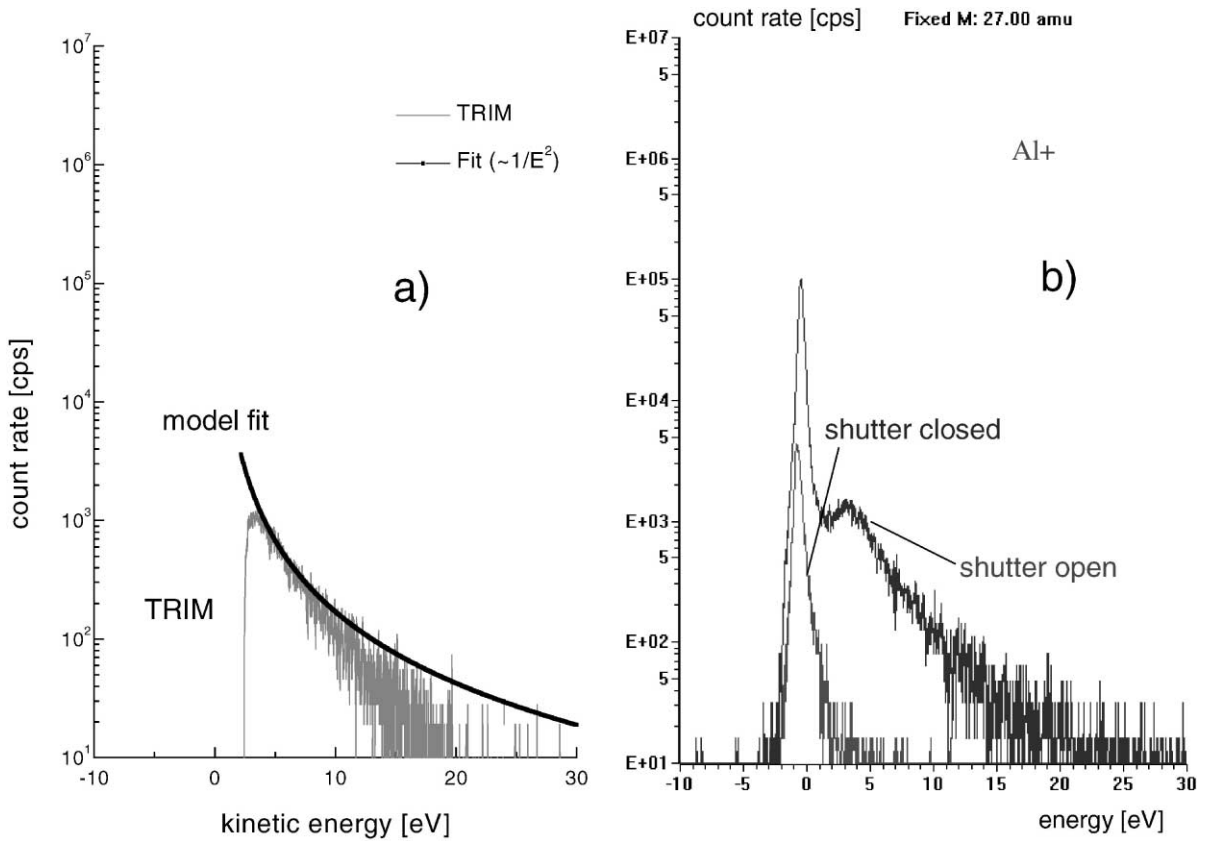 10^7
10^6
10^5
10^4
10^3
10^2
10^1
count rate [cps]
TRIM
Fit (~1/E^2)
a)
model fit
TRIM
-10
0
10
20
30
kinetic energy [eV]
count rate [cps]
Fixed M: 27.00 amu
E+07
5
E+06
5
E+05
5
E+04
5
E+03
5
E+02
5
E+01
Al+
b)
shutter closed
shutter open
-10
-5
0
5
10
15
20
25
30
energy [eV]